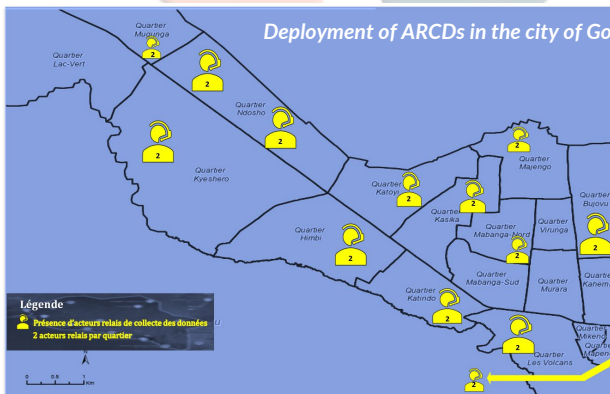 Deployment of ARCDs in the city of Go
Quartier
Mugunga
2
Quartier
Lac-Vert
2
Quartier
Ndosho
2
2
Quartier
Kyeshero
2
Quartier
Majengo
Quartier
Katoyi
2
2
Quartier
Kasika
Quartier
Bujovu
2
Quartier
Himbi
2
Quartier
Mabanga-Nord
2
Quartier
Virunga
Quartier
Mabanga-Sud
Quartier
Murara
Quartier
Kahem
Quartier
Katindo
2
2
Quartier
Les Volcans
Quartier
Mikeno
Quartier
Mapen
2
Légende
Présence d'acteurs relais de collecte des données
2 acteurs relais par quartier
N
0 0.5 1
Km